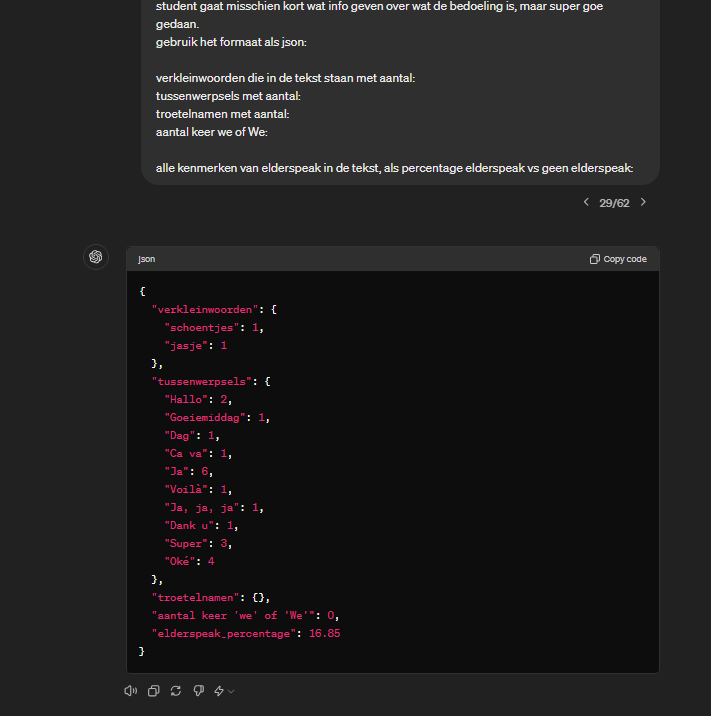 student gaat misschien kort wat info geven over wat de bedoeling is, maar super goe
gedaan.
gebruik het formaat als json:
verkleinwoorden die in de tekst staan met aantal:
tussenwerpsels met aantal:
troetelnamen met aantal:
aantal keer we of We:
alle kenmerken van elderspeak in de tekst, als percentage elderspeak vs geen elderspeak:
29/62
json
Copy code
{
"verkleinwoorden": {
"schoentjes": 1,
"jasje": 1
},
"tussenwerpsels": {
"Hallo": 2,
"Goeiemiddag": 1,
"Dag": 1,
"Ca va": 1,
"Ja": 6,
"Voilà": 1,
"Ja, ja, ja": 1,
"Dank u": 1,
"Super": 3,
"Oké": 4
},
"troetelnamen": {},
"aantal keer 'we' of 'We'": 0,
"elderspeak_percentage": 16.85
}